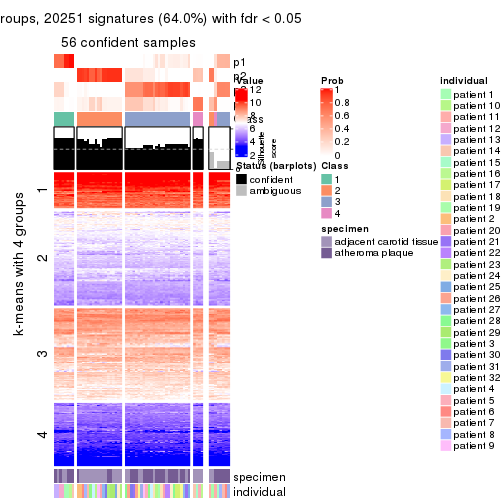 roups, 20251 signatures (64.0%) with fdr < 0.05
56 confident samples
p1
p2
Value
12
10
8
6
4
2
Prob
1
0.8
0.6
0.4
0.2
0
silhouette
score
Status (barplots)
confident
ambiguous
Class
1
2
3
4
specimen
adjacent carotid tissue
atheroma plaque
individual
patient 1
patient 10
patient 11
patient 12
patient 13
patient 14
patient 15
patient 16
patient 17
patient 18
patient 19
patient 2
patient 20
patient 21
patient 22
patient 23
patient 24
patient 25
patient 26
patient 27
patient 28
patient 29
patient 3
patient 30
patient 31
patient 32
patient 4
patient 5
patient 6
patient 7
patient 8
patient 9
k-means with 4 groups
1
2
3
4
specimen
individual